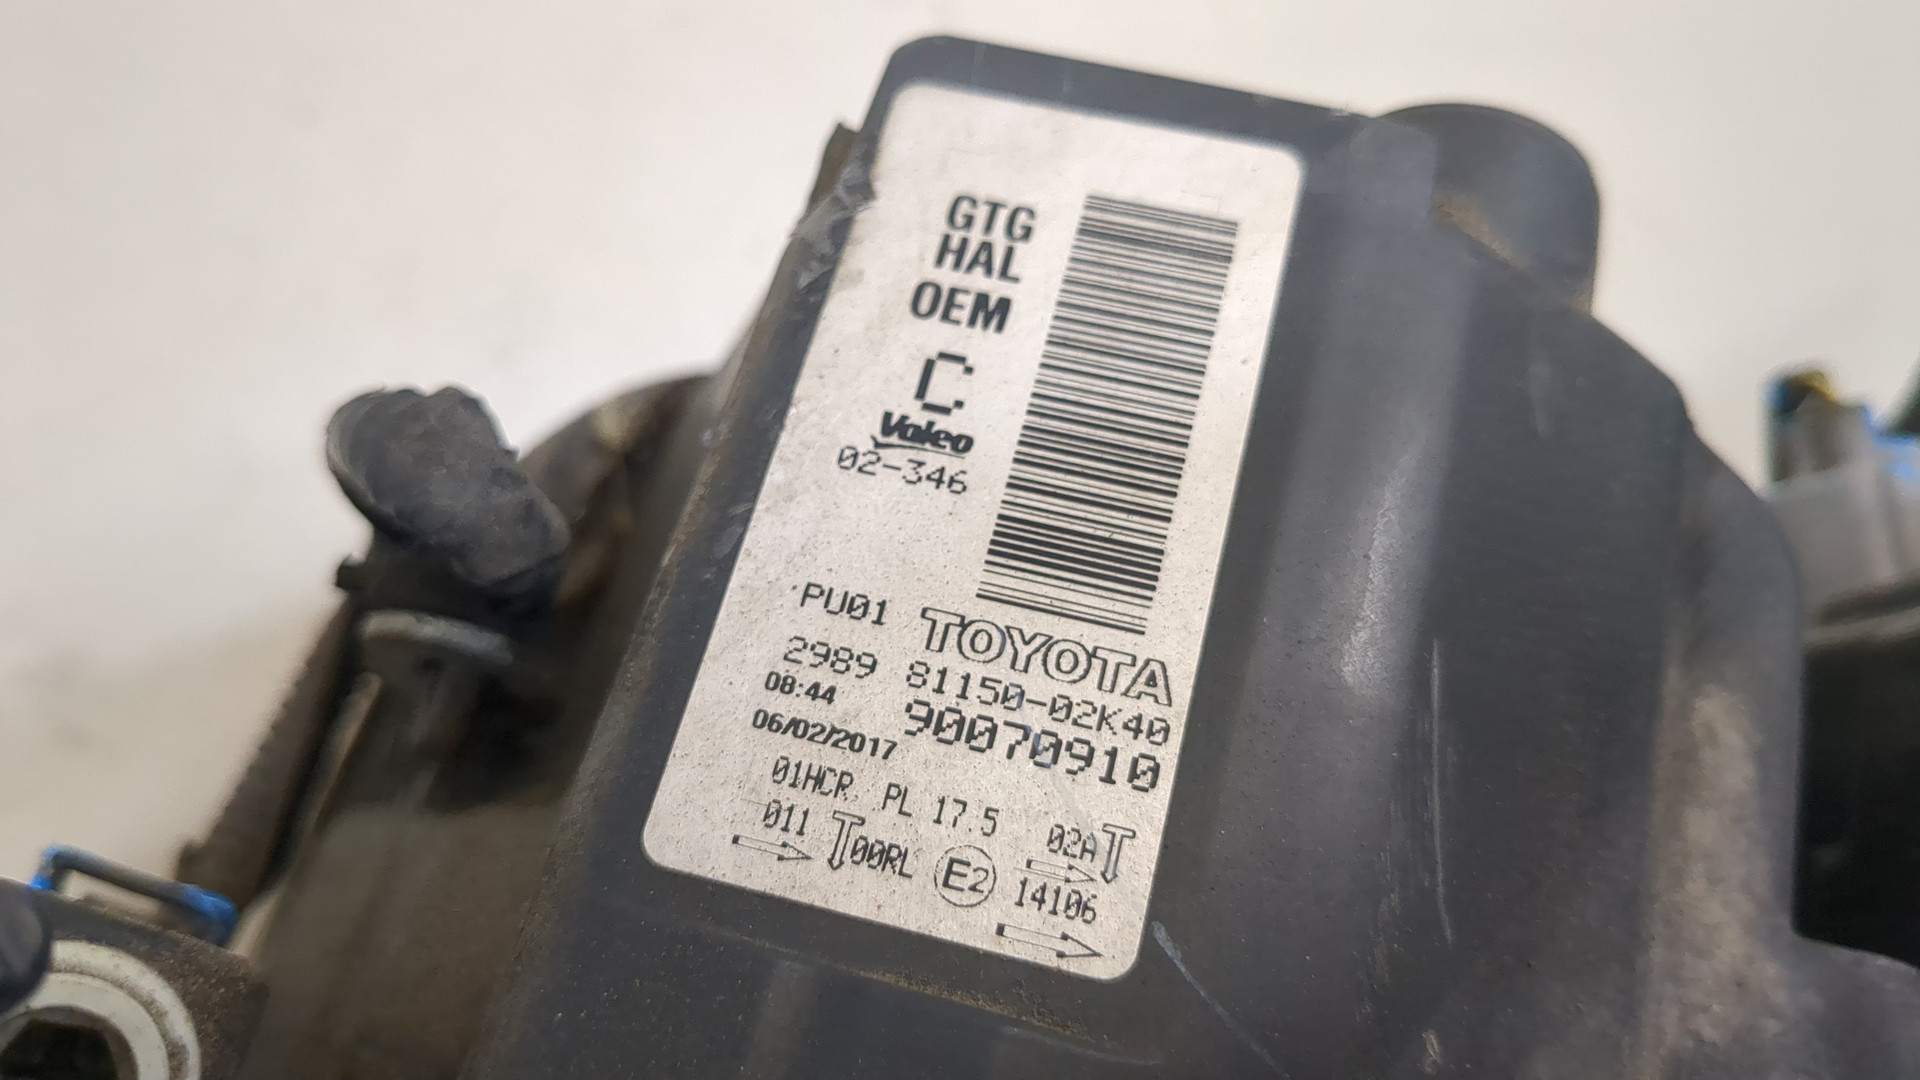 GTG
HAL
OEM
C
Valeo
02-346
PU01 TOYOTA
2989 81150-02K40
08:44 90070910
06/02/2017
01HCR PL 17.5
011 00RL E2 02A
14106